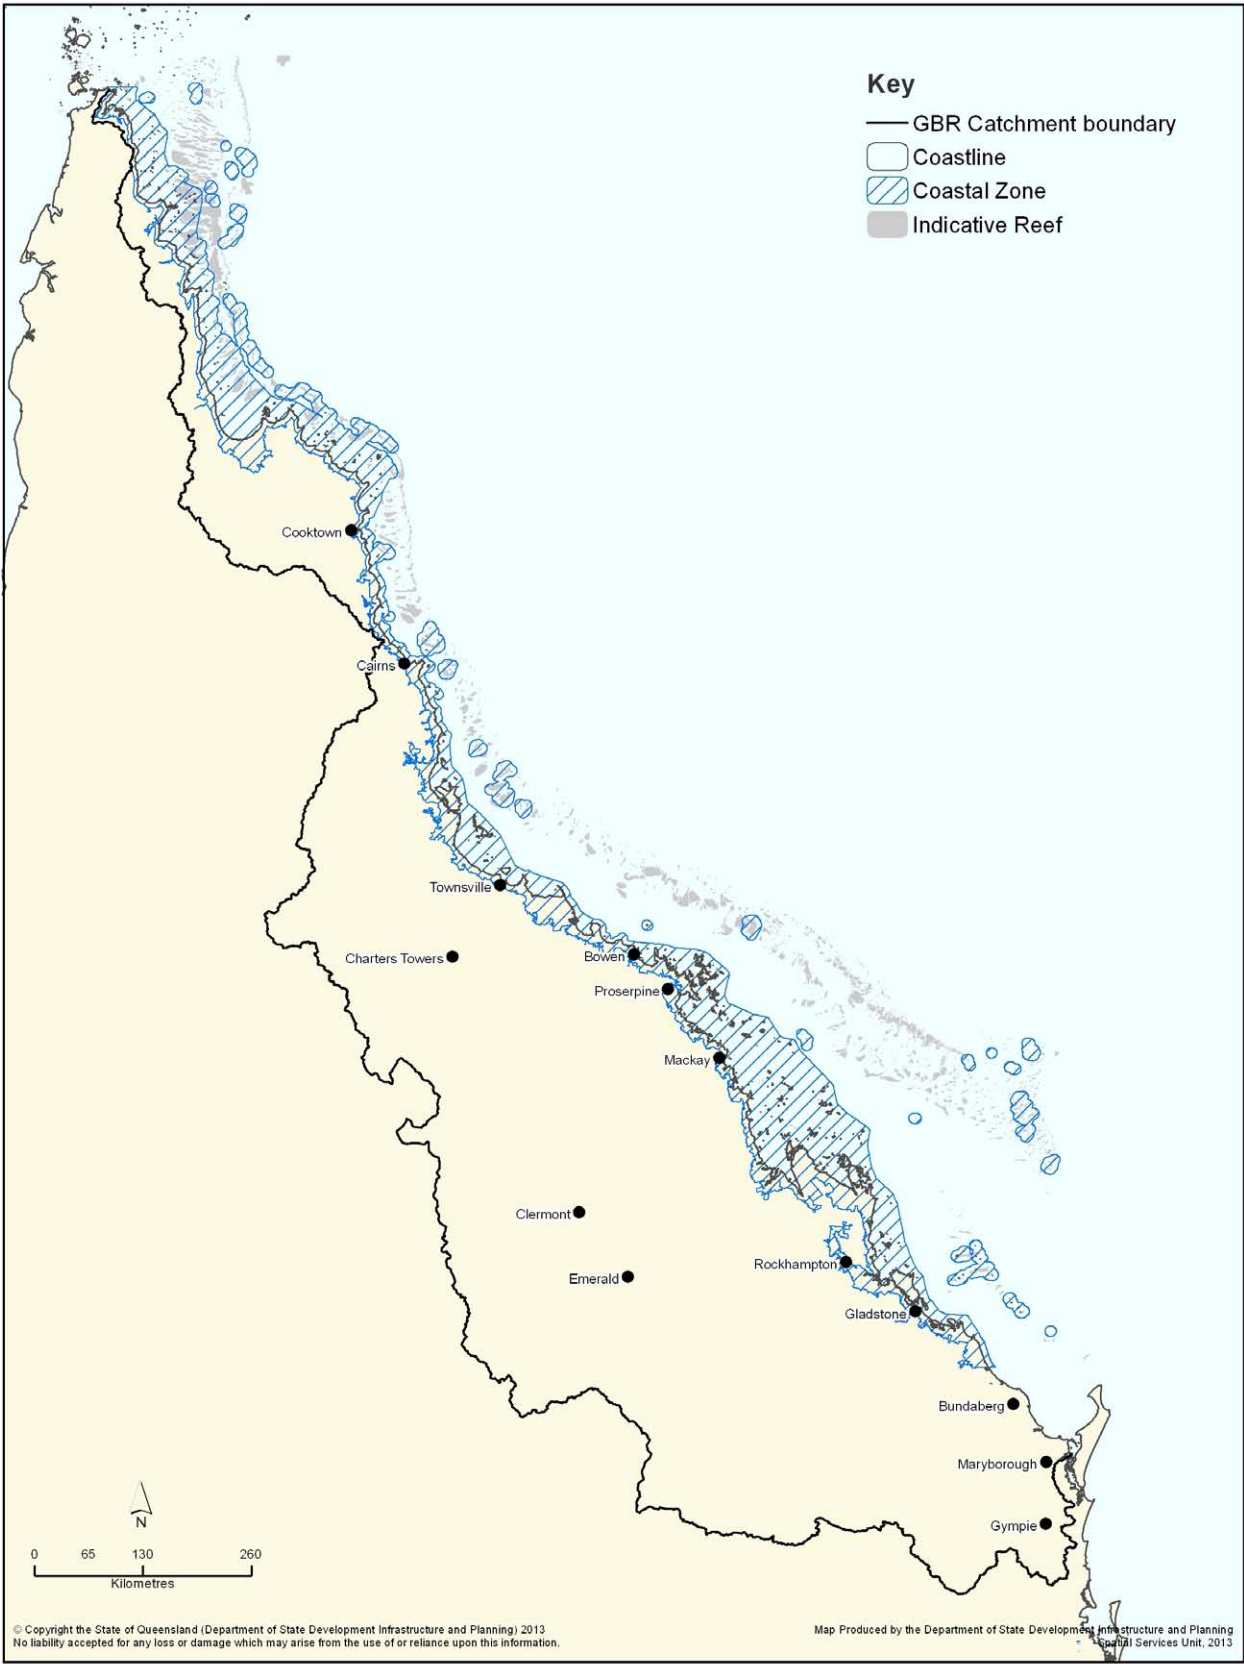 Key
GBR Catchment boundary
Coastline
Coastal Zone
Indicative Reef
Cooktown
Cairns
Townsville
Charters Towers
Bowen
Proserpine
Mackay
Clermont
Rockhampton
Emerald
Gladstone
Bundaberg
Maryborough
Gympie
N
0 65 130 260
Kilometres
© Copyright the State of Queensland (Department of State Development Infrastructure and Planning) 2013
No liability accepted for any loss or damage which may arise from the use of or reliance upon this information.
Map Produced by the Department of State Development Infrastructure and Planning
Spatial Services Unit, 2013